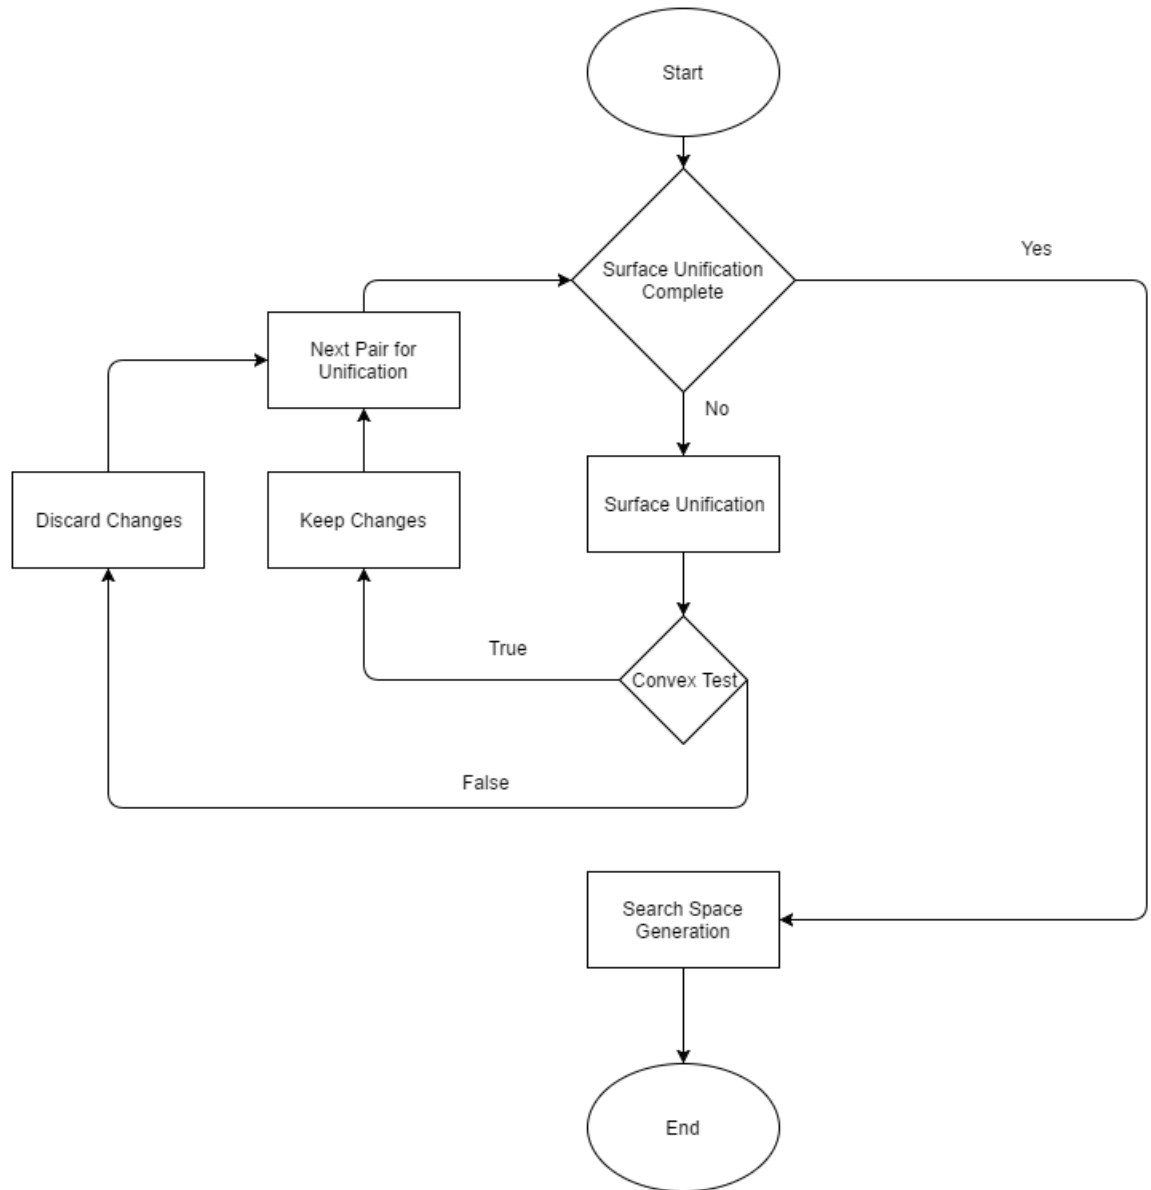 Start
Surface Unification
Complete
Yes
No
Next Pair for
Unification
Discard Changes
Keep Changes
Surface Unification
True
Convex Test
False
Search Space
Generation
End